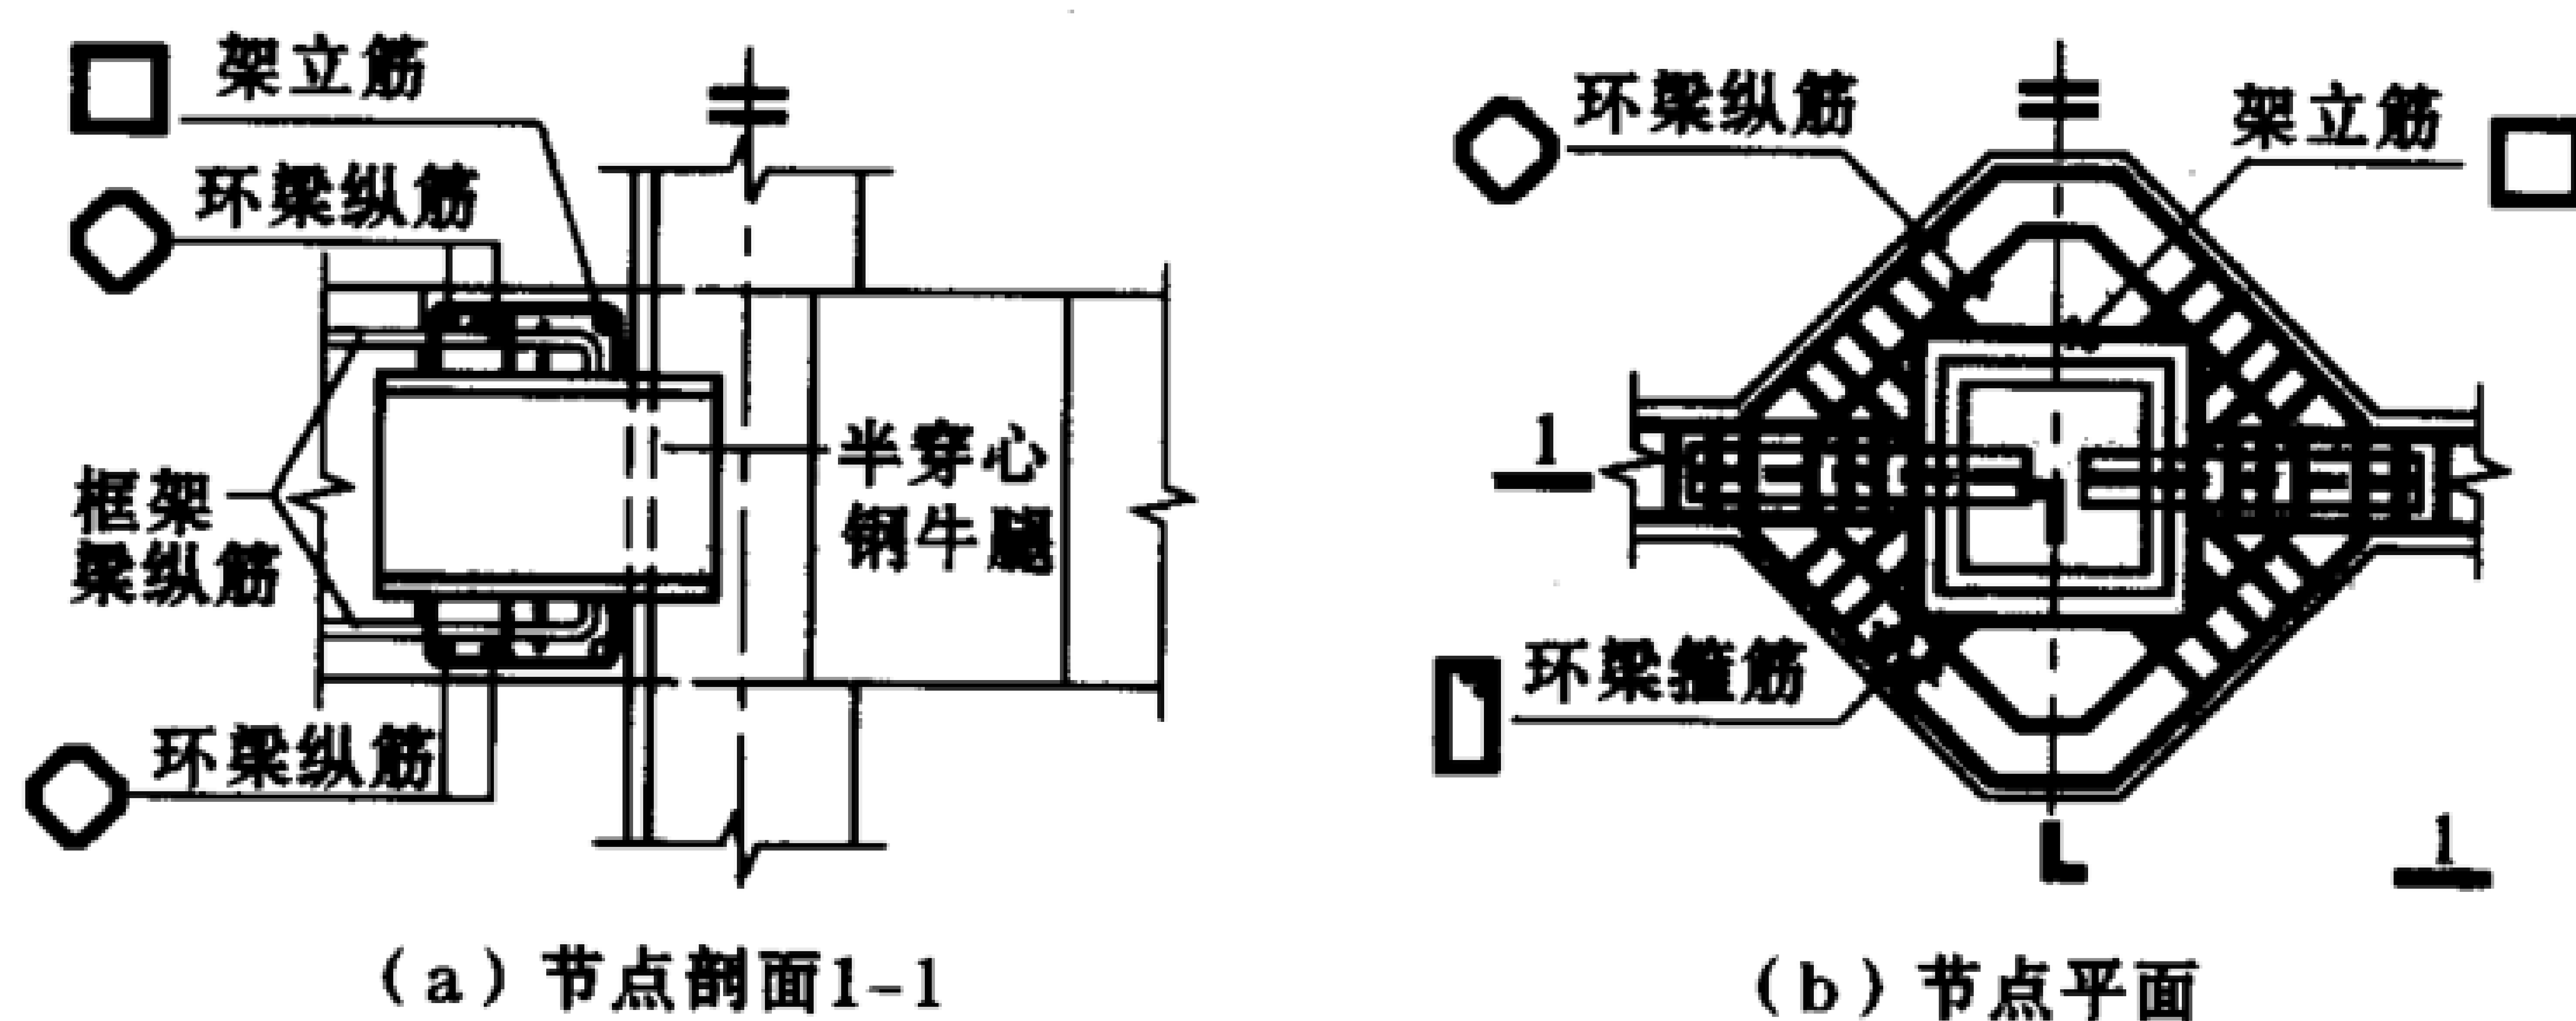 架立筋
环梁纵筋
框架
梁纵筋
半穿心
钢牛腿
环梁纵筋
(a)节点剖面1-1
环梁纵筋
架立筋
1
环梁箍筋
1
(b)节点平面